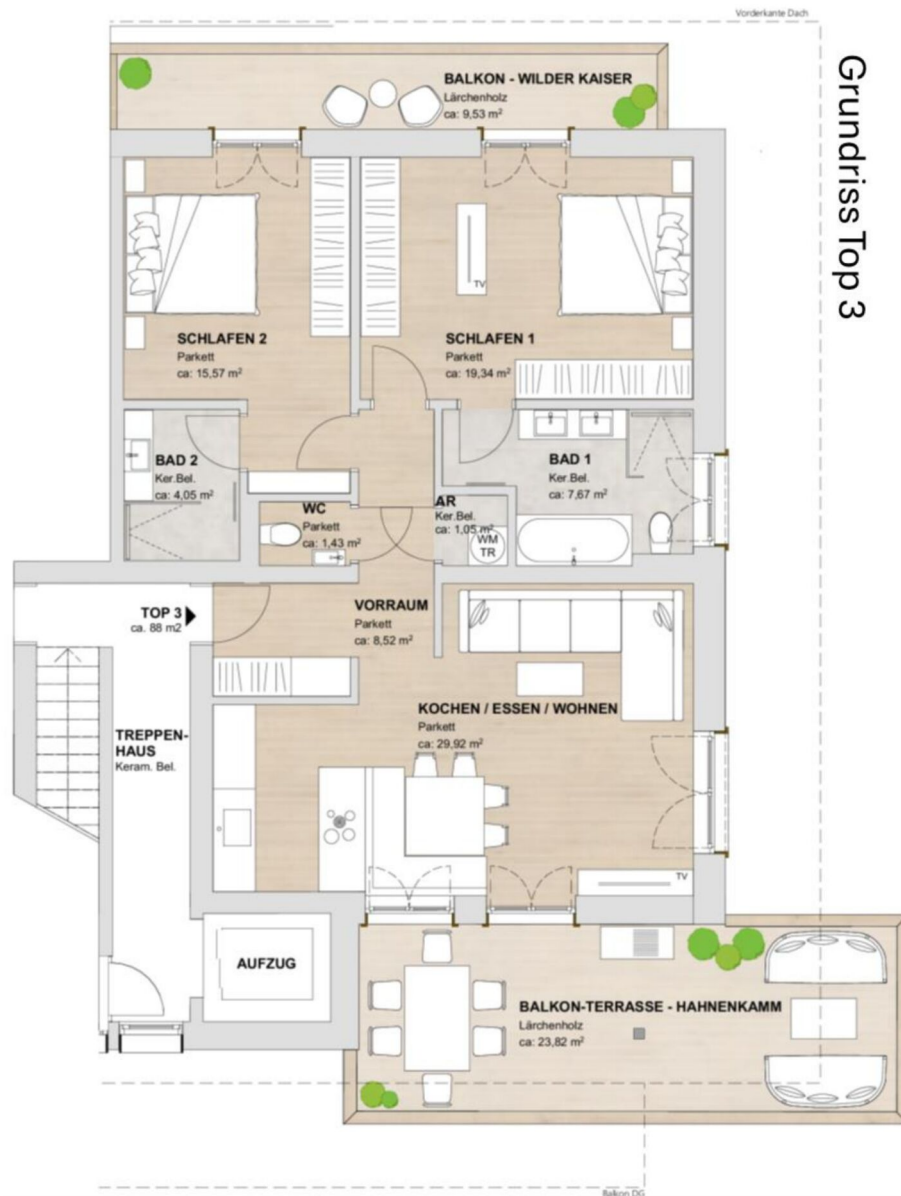 Vorderkante Dach
Grundriss Top 3
BALKON - WILDER KAISER
Lärchenholz
ca: 9,53 m²
TV
SCHLAFEN 2
Parkett
ca: 15,57 m²
SCHLAFEN 1
Parkett
ca: 19,34 m²
BAD 2
Ker.Bel.
ca: 4,05 m²
BAD 1
Ker.Bel.
ca: 7,67 m²
WC
Parkett
ca: 1,43 m²
AR
Ker.Bel.
ca: 1,05 m²
WM
TR
TOP 3
ca. 88 m2
VORRAUM
Parkett
ca: 8,52 m²
KOCHEN / ESSEN / WOHNEN
Parkett
ca: 29,92 m²
TREPPEN-
HAUS
Keram. Bel.
TV
AUFZUG
BALKON-TERRASSE - HAHNENKAMM
Lärchenholz
ca: 23,82 m²
Balkon DG